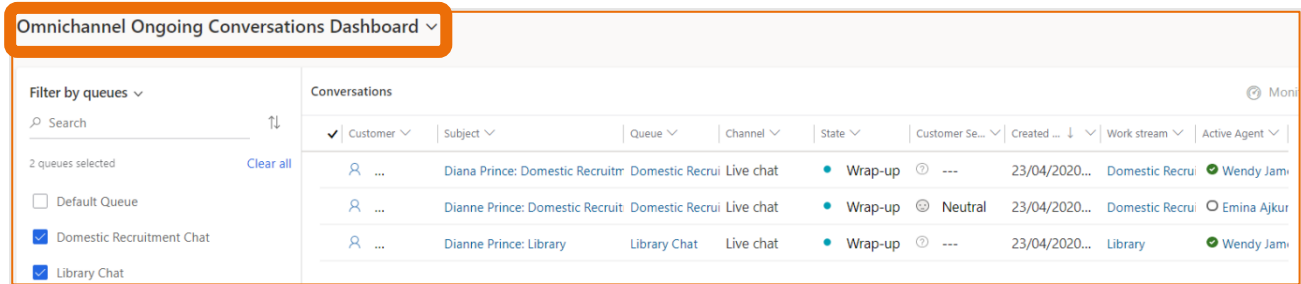 Omnichannel Ongoing Conversations Dashboard
Filter by queues
Search
2 queues selected Clear all
Default Queue
Domestic Recruitment Chat
Library Chat
Conversations Moni
Customer Subject Queue Channel State Customer Se... Created ... Work stream Active Agent
... Diana Prince: Domestic Recruitm Domestic Recrui Live chat Wrap-up --- 23/04/2020... Domestic Recrui Wendy Jam
... Dianne Prince: Domestic Recruit Domestic Recrui Live chat Wrap-up Neutral 23/04/2020... Domestic Recrui Emina Ajkur
... Dianne Prince: Library Library Chat Live chat Wrap-up --- 23/04/2020... Library Wendy Jam